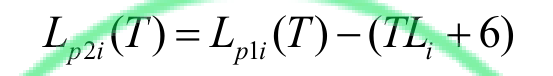 L_{p2i}(T) = L_{p1i}(T) − (TL_i + 6)